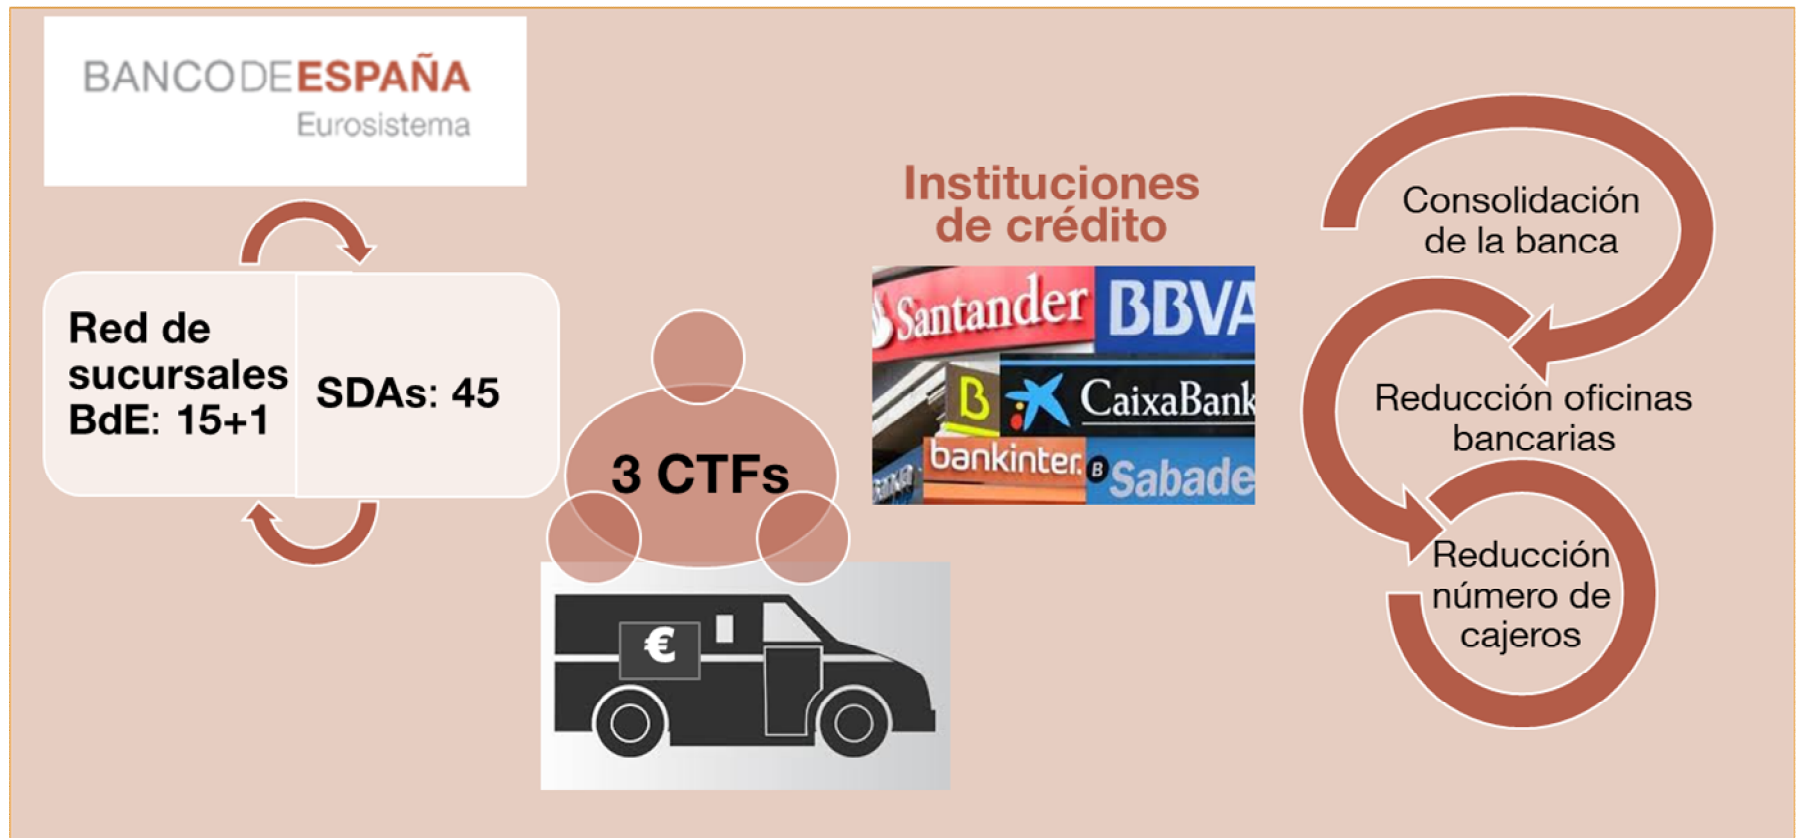 BANCODEESPAÑA
Eurosistema
Red de
sucursales
BdE: 15+1
SDAs: 45
3 CTFs
€
Instituciones
de crédito
Santander
BBVA
B
CaixaBank
bankinter.
B Sabade
Consolidación
de la banca
Reducción oficinas
bancarias
Reducción
número de
cajeros